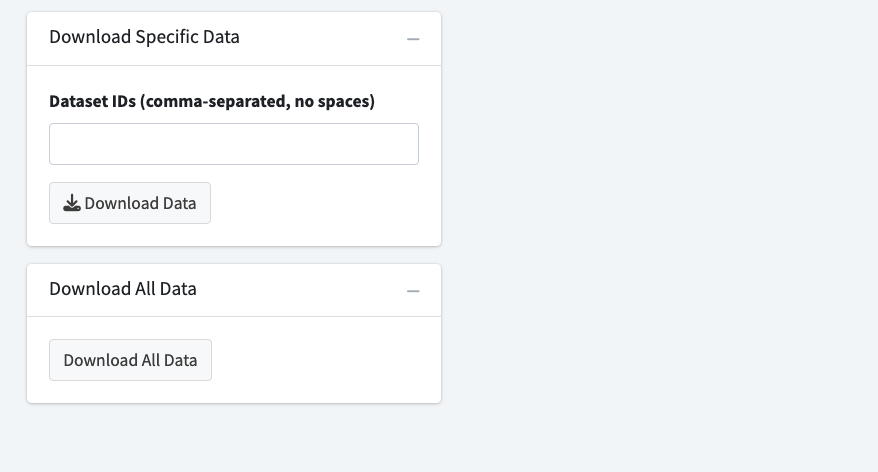 Download Specific Data
Dataset IDs (comma-separated, no spaces)
Download Data
Download All Data
Download All Data